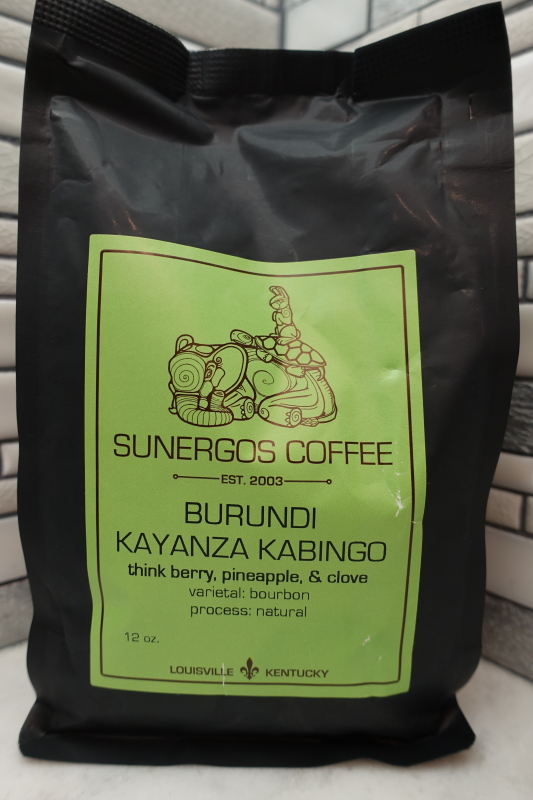 SUNERGOS COFFEE
EST. 2003
BURUNDI
KAYANZA KABINGO
think berry, pineapple, & clove
varietal: bourbon
process: natural
12 oz.
LOUISVILLE KENTUCKY